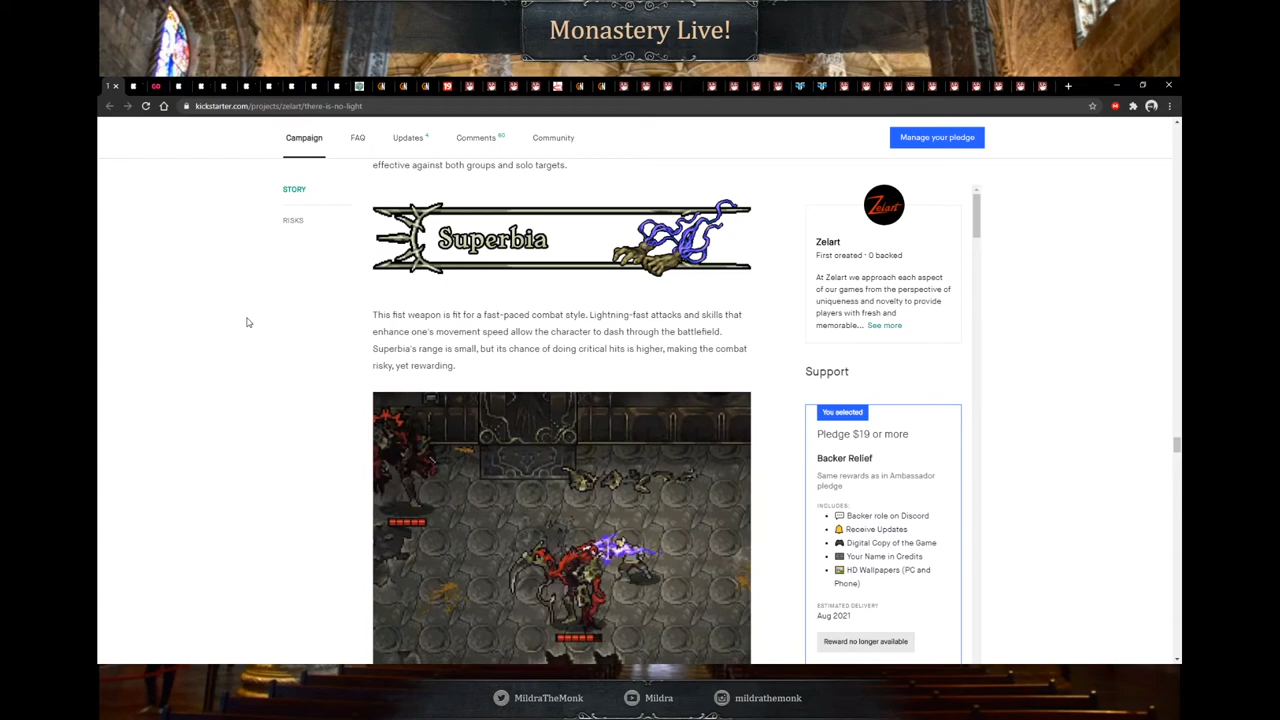 Monastery Live!
kickstarter.com/projects/zelart/there-is-no-light
Campaign
FAQ
Updates 4
Comments 60
Community
Manage your pledge
effective against both groups and solo targets.
STORY
RISKS
Superbia
This fist weapon is fit for a fast-paced combat style. Lightning-fast attacks and skills that
enhance one's movement speed allow the character to dash through the battlefield.
Superbia's range is small, but its chance of doing critical hits is higher, making the combat
risky, yet rewarding.
Zelart
Zelart
First created · 0 backed
At Zelart we approach each aspect
of our games from the perspective of
uniqueness and novelty to provide
players with fresh and
memorable... See more
Support
You selected
Pledge $19 or more
Backer Relief
Same rewards as in Ambassador
pledge
INCLUDES:
• Backer role on Discord
• Receive Updates
• Digital Copy of the Game
• Your Name in Credits
• HD Wallpapers (PC and
Phone)
ESTIMATED DELIVERY
Aug 2021
Reward no longer available
MildraTheMonk
Mildra
mildrathemonk